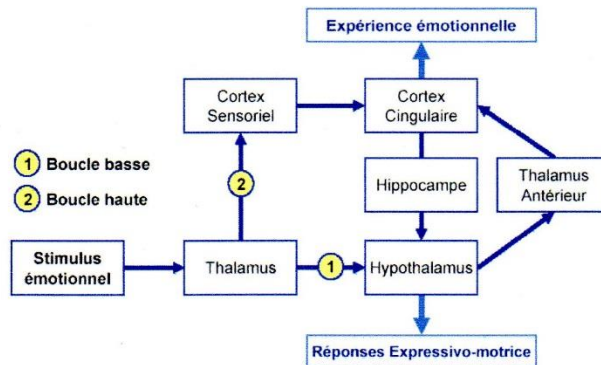 Expérience émotionnelle
Cortex
Sensoriel
Cortex
Cingulaire
1 Boucle basse
2 Boucle haute
2
Hippocampe
Thalamus
Antérieur
Stimulus
émotionnel
Thalamus
1
Hypothalamus
Réponses Expressivo-motrice